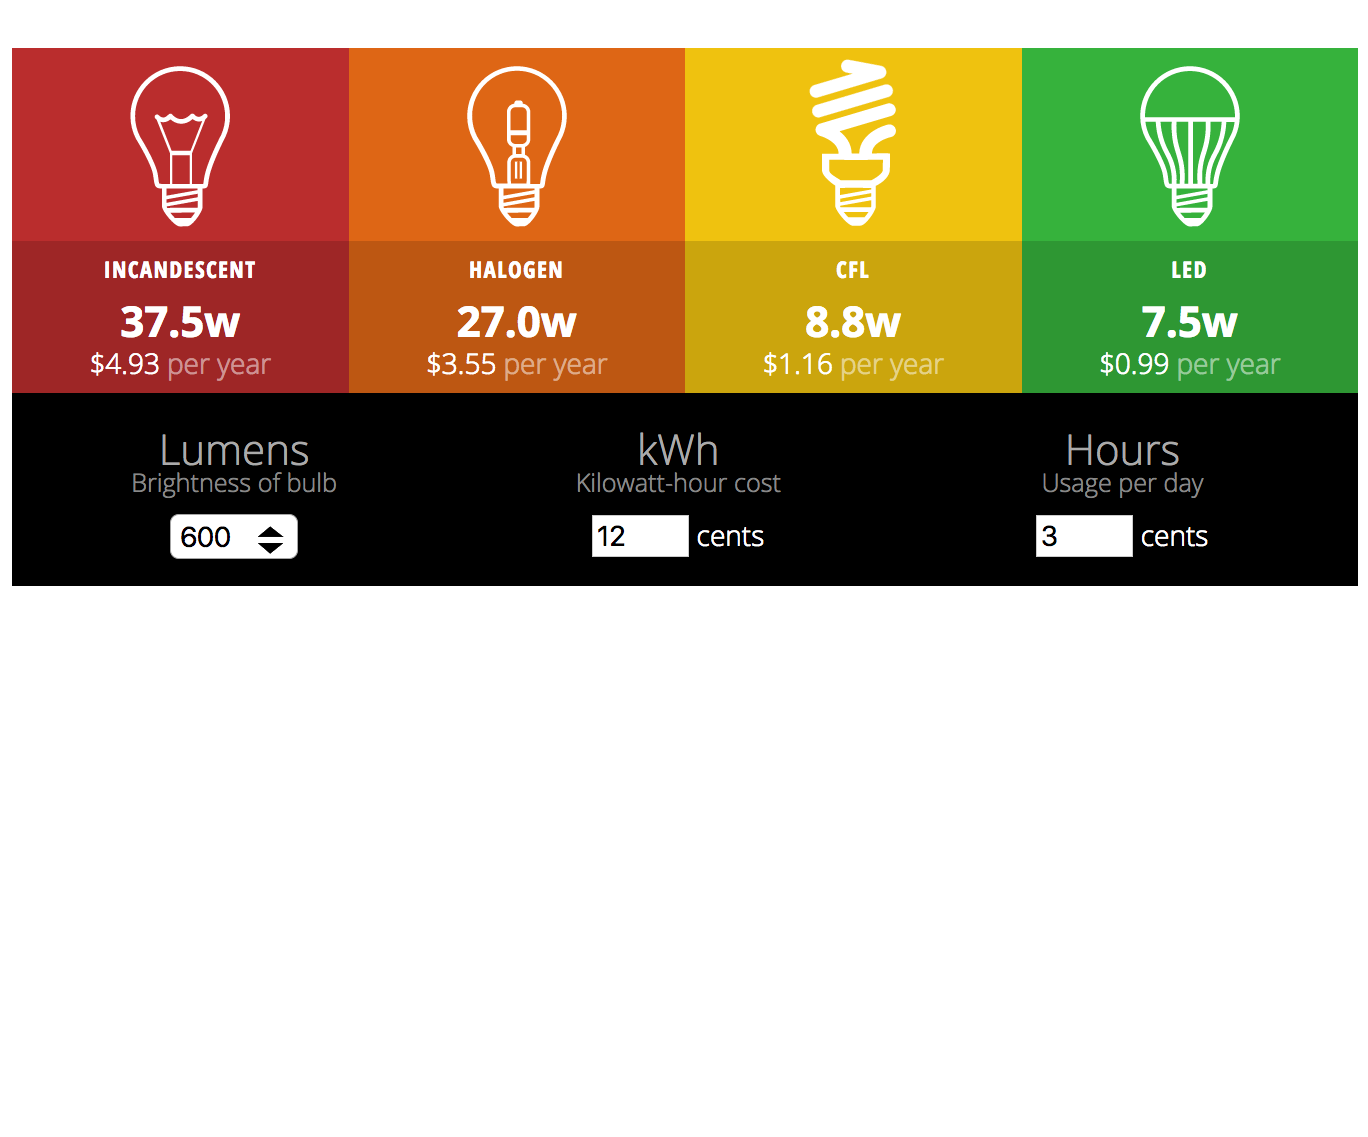 INCANDESCENT
37.5w
$4.93 per year
HALOGEN
27.0w
$3.55 per year
CFL
8.8w
$1.16 per year
LED
7.5w
$0.99 per year
Lumens
Brightness of bulb
600
kWh
Kilowatt-hour cost
12 cents
Hours
Usage per day
3 cents